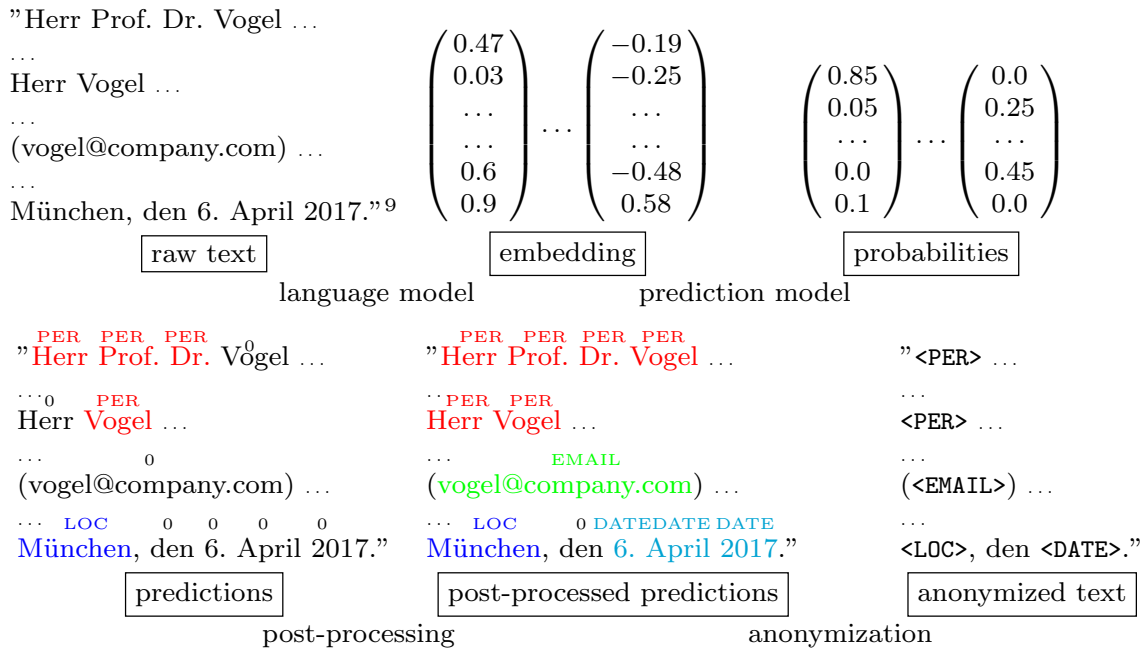 ”Herr Prof. Dr. Vogel ...
...
Herr Vogel ...
...
(vogel@company.com) ...
...
München, den 6. April 2017.”9
0.47 −0.19
0.03 −0.25
... ...
... ... ...
0.6 −0.48
0.9 0.58
0.85 0.0
0.05 0.25
... ... ...
0.0 0.45
0.1 0.0
raw text embedding probabilities
language model prediction model
PER PER PER 0
”Herr Prof. Dr. Vogel ...
...
0 PER
Herr Vogel ...
...
0
(vogel@company.com) ...
...
LOC 0 0 0 0
München, den 6. April 2017.”
predictions
PER PER PER PER
”Herr Prof. Dr. Vogel ...
...
PER PER
Herr Vogel ...
...
EMAIL
(vogel@company.com) ...
...
LOC 0 DATE DATE DATE
München, den 6. April 2017.”
post-processed predictions
”<PER> ...
...
<PER> ...
...
(<EMAIL>) ...
...
<LOC>, den <DATE>.”
anonymized text
post-processing anonymization